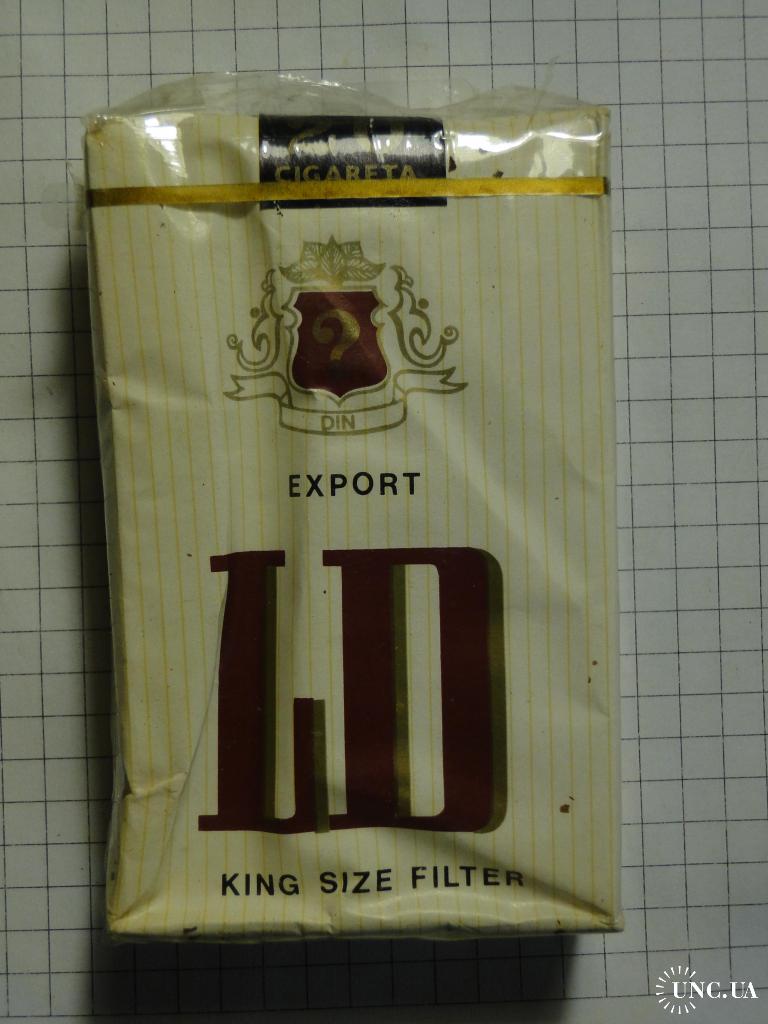 CIGARETA
?
DIN
EXPORT
LD
KING SIZE FILTER
UNC.UA